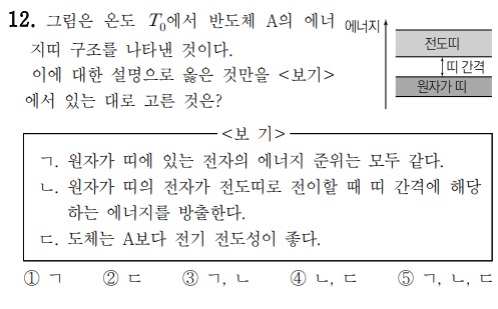 12. 그림은 온도 T₀에서 반도체 A의 에너
지띠 구조를 나타낸 것이다.
이에 대한 설명으로 옳은 것만을 <보기>
에서 있는 대로 고른 것은?
에너지
전도띠
띠 간격
원자가 띠
<보 기>
ㄱ. 원자가 띠에 있는 전자의 에너지 준위는 모두 같다.
ㄴ. 원자가 띠의 전자가 전도띠로 전이할 때 띠 간격에 해당
하는 에너지를 방출한다.
ㄷ. 도체는 A보다 전기 전도성이 좋다.
① ㄱ ② ㄷ ③ ㄱ, ㄴ ④ ㄴ, ㄷ ⑤ ㄱ, ㄴ, ㄷ